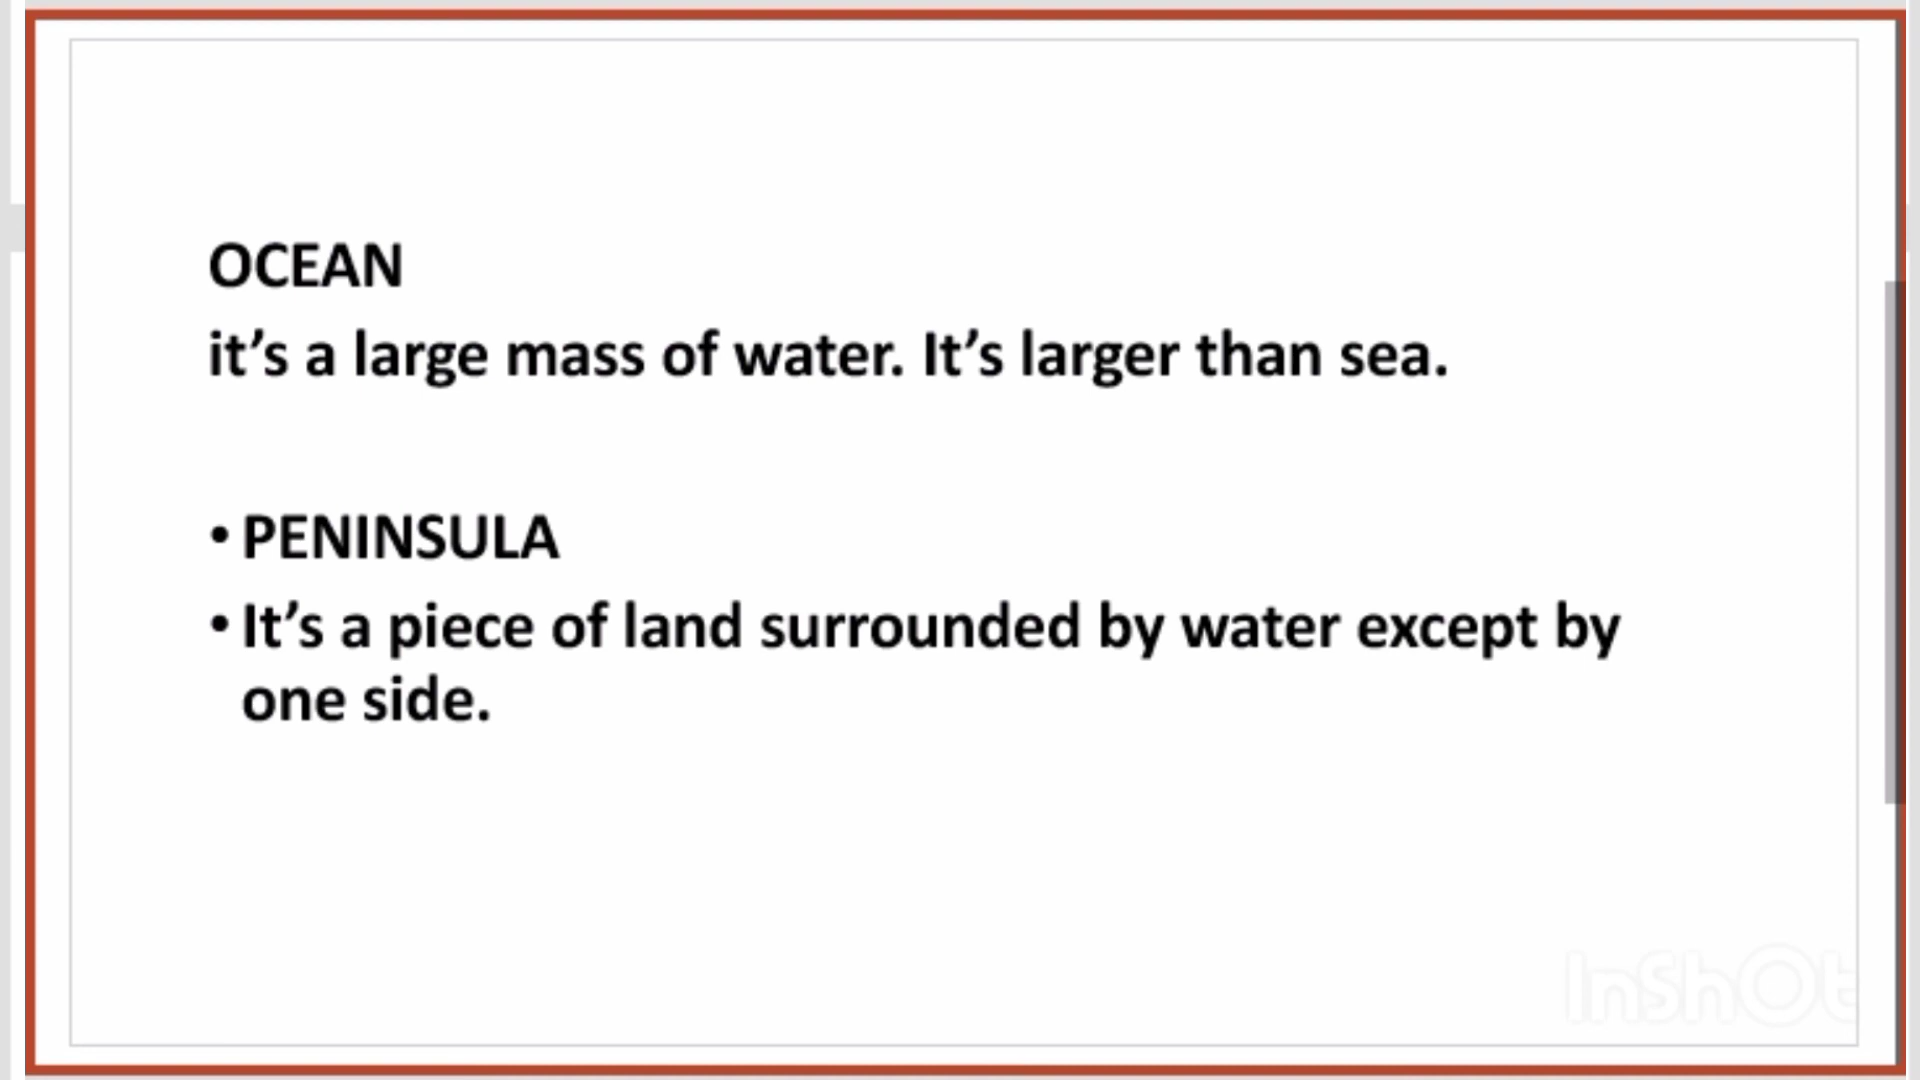 OCEAN
it’s a large mass of water. It’s larger than sea.
• PENINSULA
• It’s a piece of land surrounded by water except by
one side.
InShOt